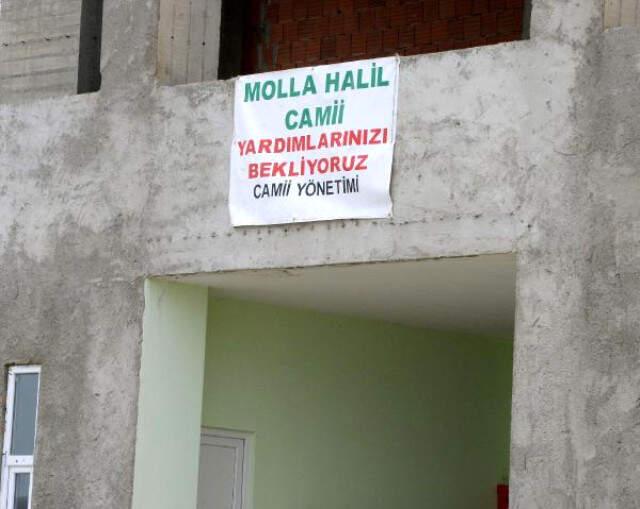 MOLLA HALİL
CAMİİ
YARDIMLARINIZI
BEKLİYORUZ
CAMİİ YÖNETİMİ